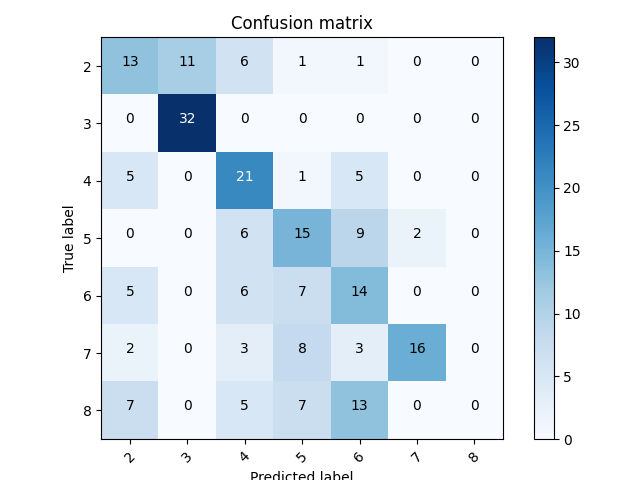 Confusion matrix
2 13 11 6 1 1 0 0
3 0 32 0 0 0 0 0
4 5 0 21 1 5 0 0
5 0 0 6 15 9 2 0
6 5 0 6 7 14 0 0
7 2 0 3 8 3 16 0
8 7 0 5 7 13 0 0
2 3 4 5 6 7 8
True label
Predicted label
30
25
20
15
10
5
0